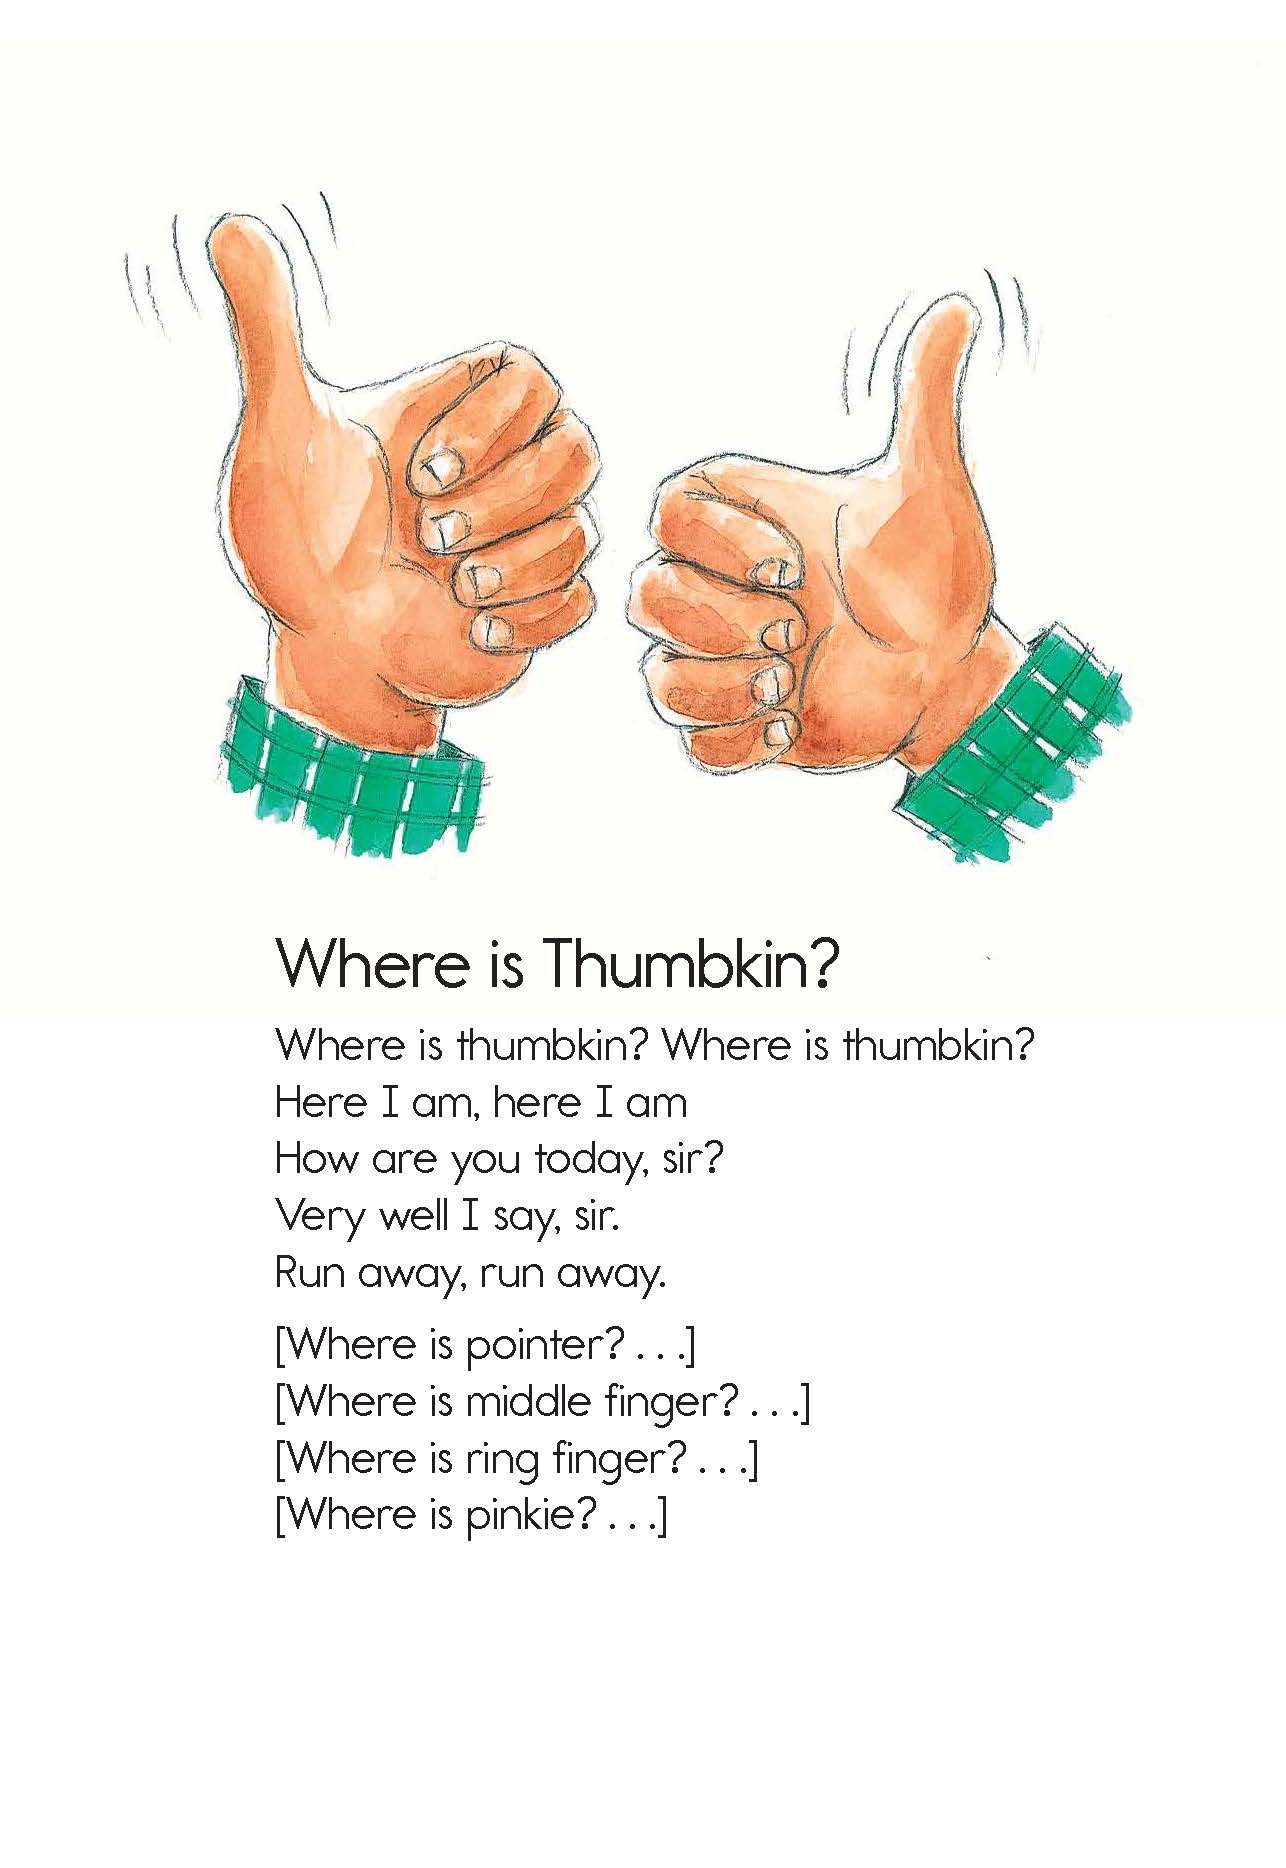 Where is Thumbkin?
Where is thumbkin? Where is thumbkin?
Here I am, here I am
How are you today, sir?
Very well I say, sir.
Run away, run away.
[Where is pointer? . . .]
[Where is middle finger? . . .]
[Where is ring finger? . . .]
[Where is pinkie? . . .]